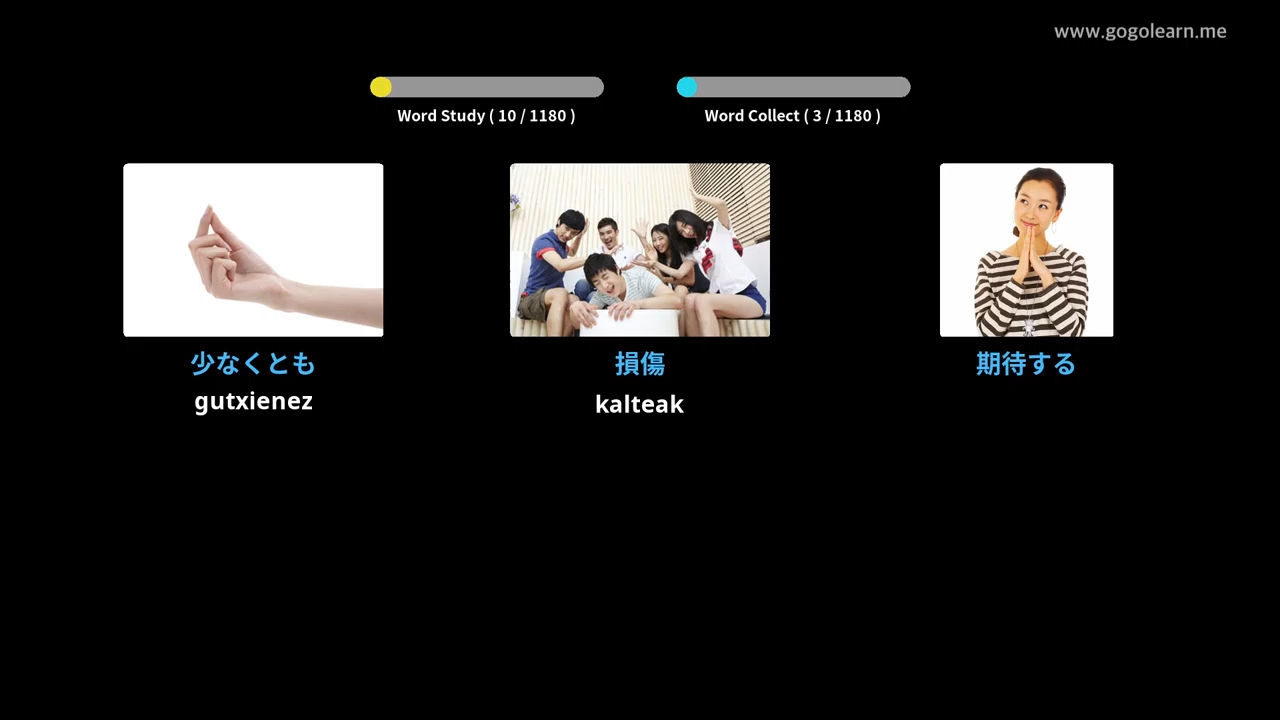 www.gogolearn.me
Word Study ( 10 / 1180 )
Word Collect ( 3 / 1180 )
少なくとも
損傷
期待する
gutxienez
kalteak